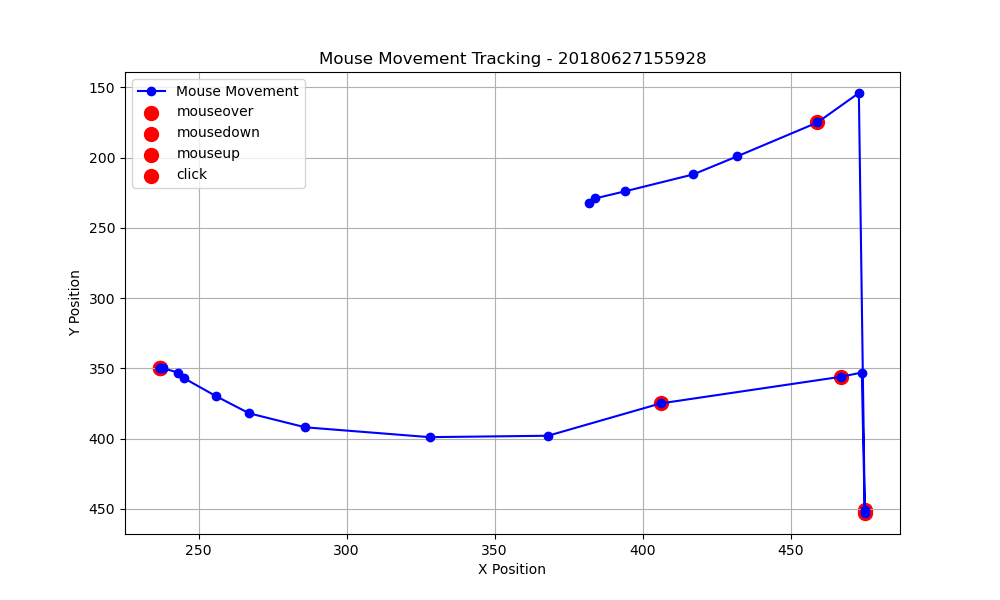 Mouse Movement Tracking - 20180627155928
Mouse Movement
mouseover
mousedown
mouseup
click
150
200
250
300
350
400
450
Y Position
250
300
350
400
450
X Position